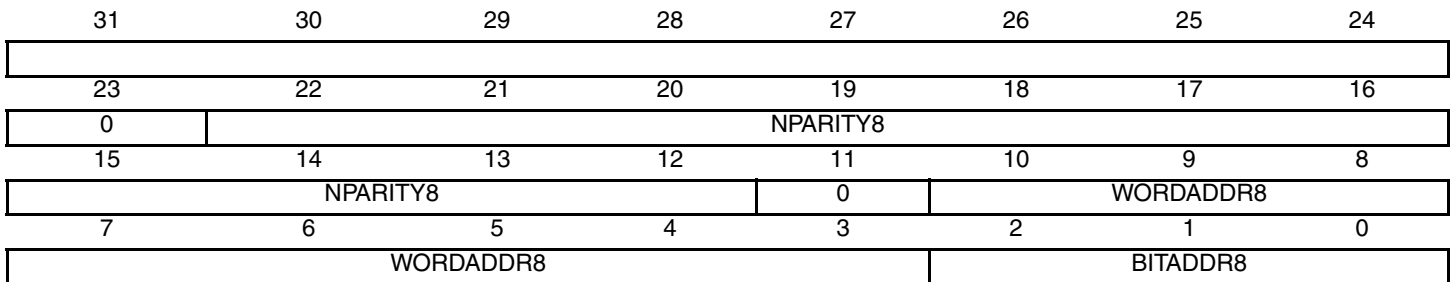 31 30 29 28 27 26 25 24
23 22 21 20 19 18 17 16
0 NPARITY8
15 14 13 12 11 10 9 8
NPARITY8 0 WORDADDR8
7 6 5 4 3 2 1 0
WORDADDR8 BITADDR8